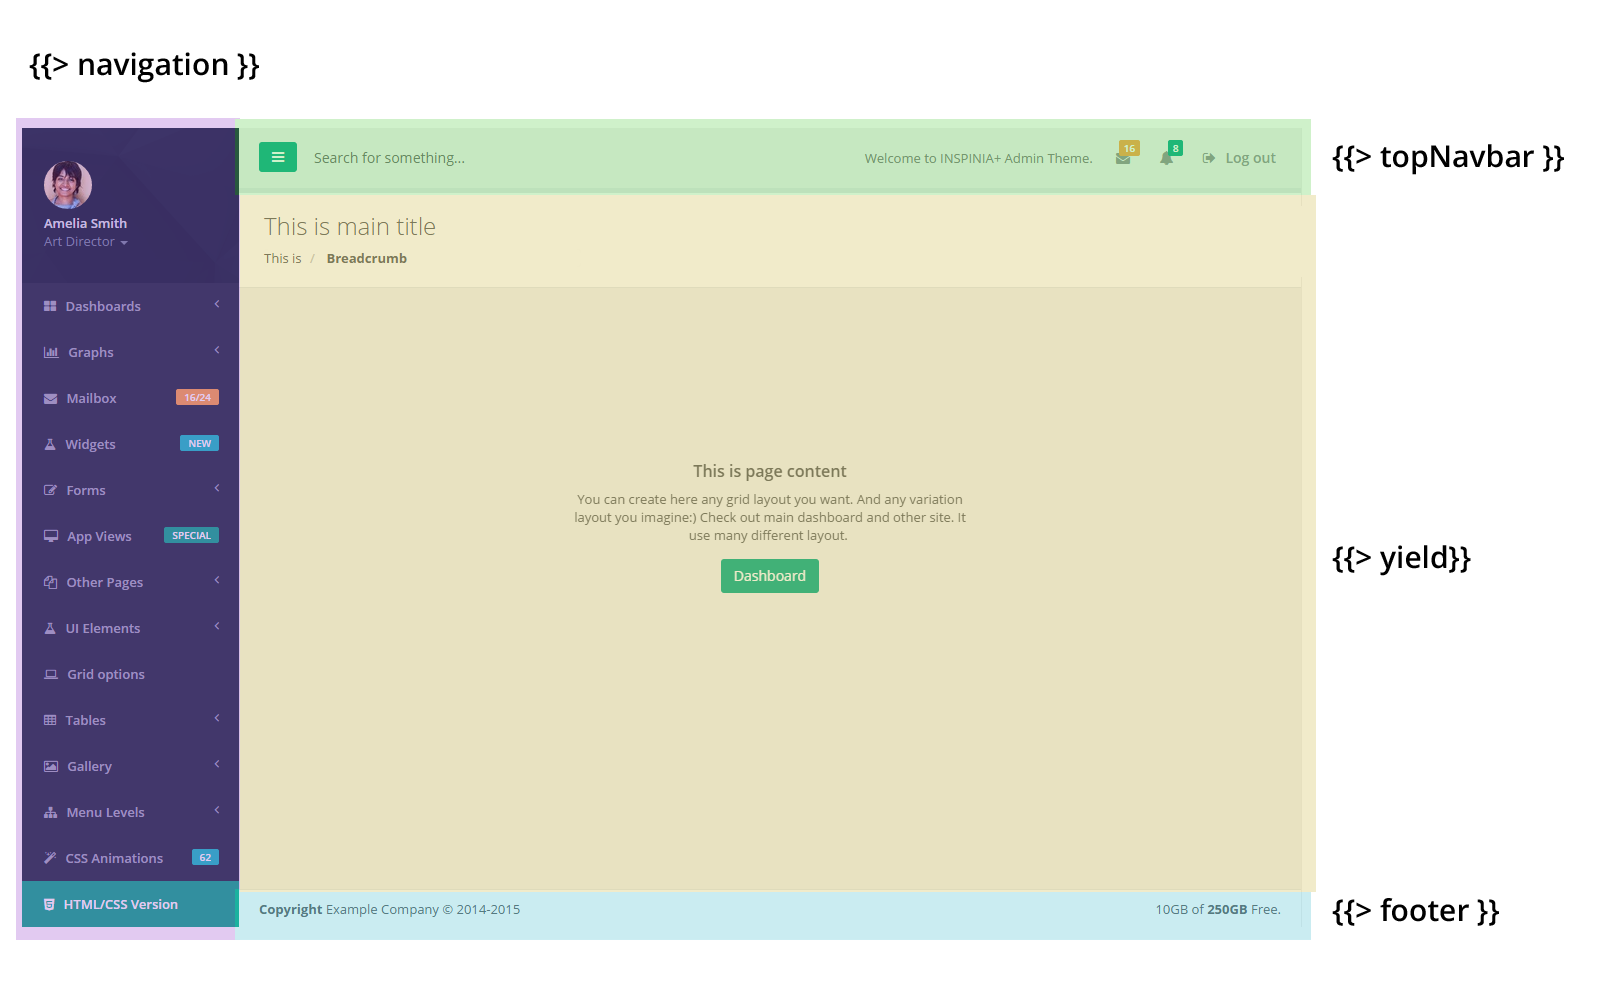 {{> navigation }}
Amelia Smith
Art Director
Dashboards
Graphs
Mailbox 16/24
Widgets NEW
Forms
App Views SPECIAL
Other Pages
UI Elements
Grid options
Tables
Gallery
Menu Levels
CSS Animations 62
HTML/CSS Version
Search for something...
Welcome to INSPINIA+ Admin Theme. 16 8 Log out
{{> topNavbar }}
This is main title
This is / Breadcrumb
This is page content
You can create here any grid layout you want. And any variation
layout you imagine:) Check out main dashboard and other site. It
use many different layout.
Dashboard
{{> yield}}
Copyright Example Company © 2014-2015
10GB of 250GB Free.
{{> footer }}